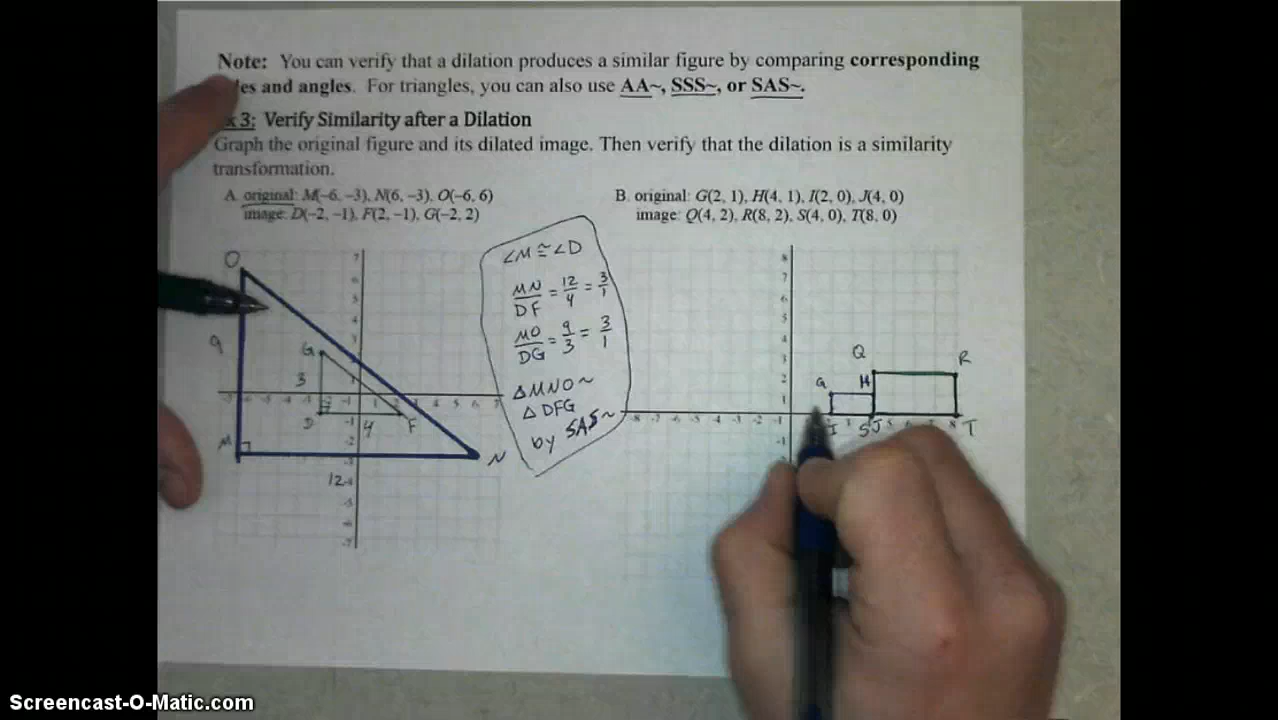 Note: You can verify that a dilation produces a similar figure by comparing corresponding
and angles. For triangles, you can also use AA~, SSS~, or SAS~.
3: Verify Similarity after a Dilation
Graph the original figure and its dilated image. Then verify that the dilation is a similarity
transformation.
A. original: M(−6, −3), N(6, −3), O(−6, 6)
image: D(−2, −1), F(2, −1), G(−2, 2)
B. original: G(2, 1), H(4, 1), I(2, 0), J(4, 0)
image: Q(4, 2), R(8, 2), S(4, 0), T(8, 0)
O
9
G
3
D
4
F
M
N
12
∠M ≅ ∠D
MN/DF = 12/4 = 3/1
MO/DG = 9/3 = 3/1
△MNO ~
△DFG
by SAS~
Q
R
G
H
I
S J
T
Screencast-O-Matic.com